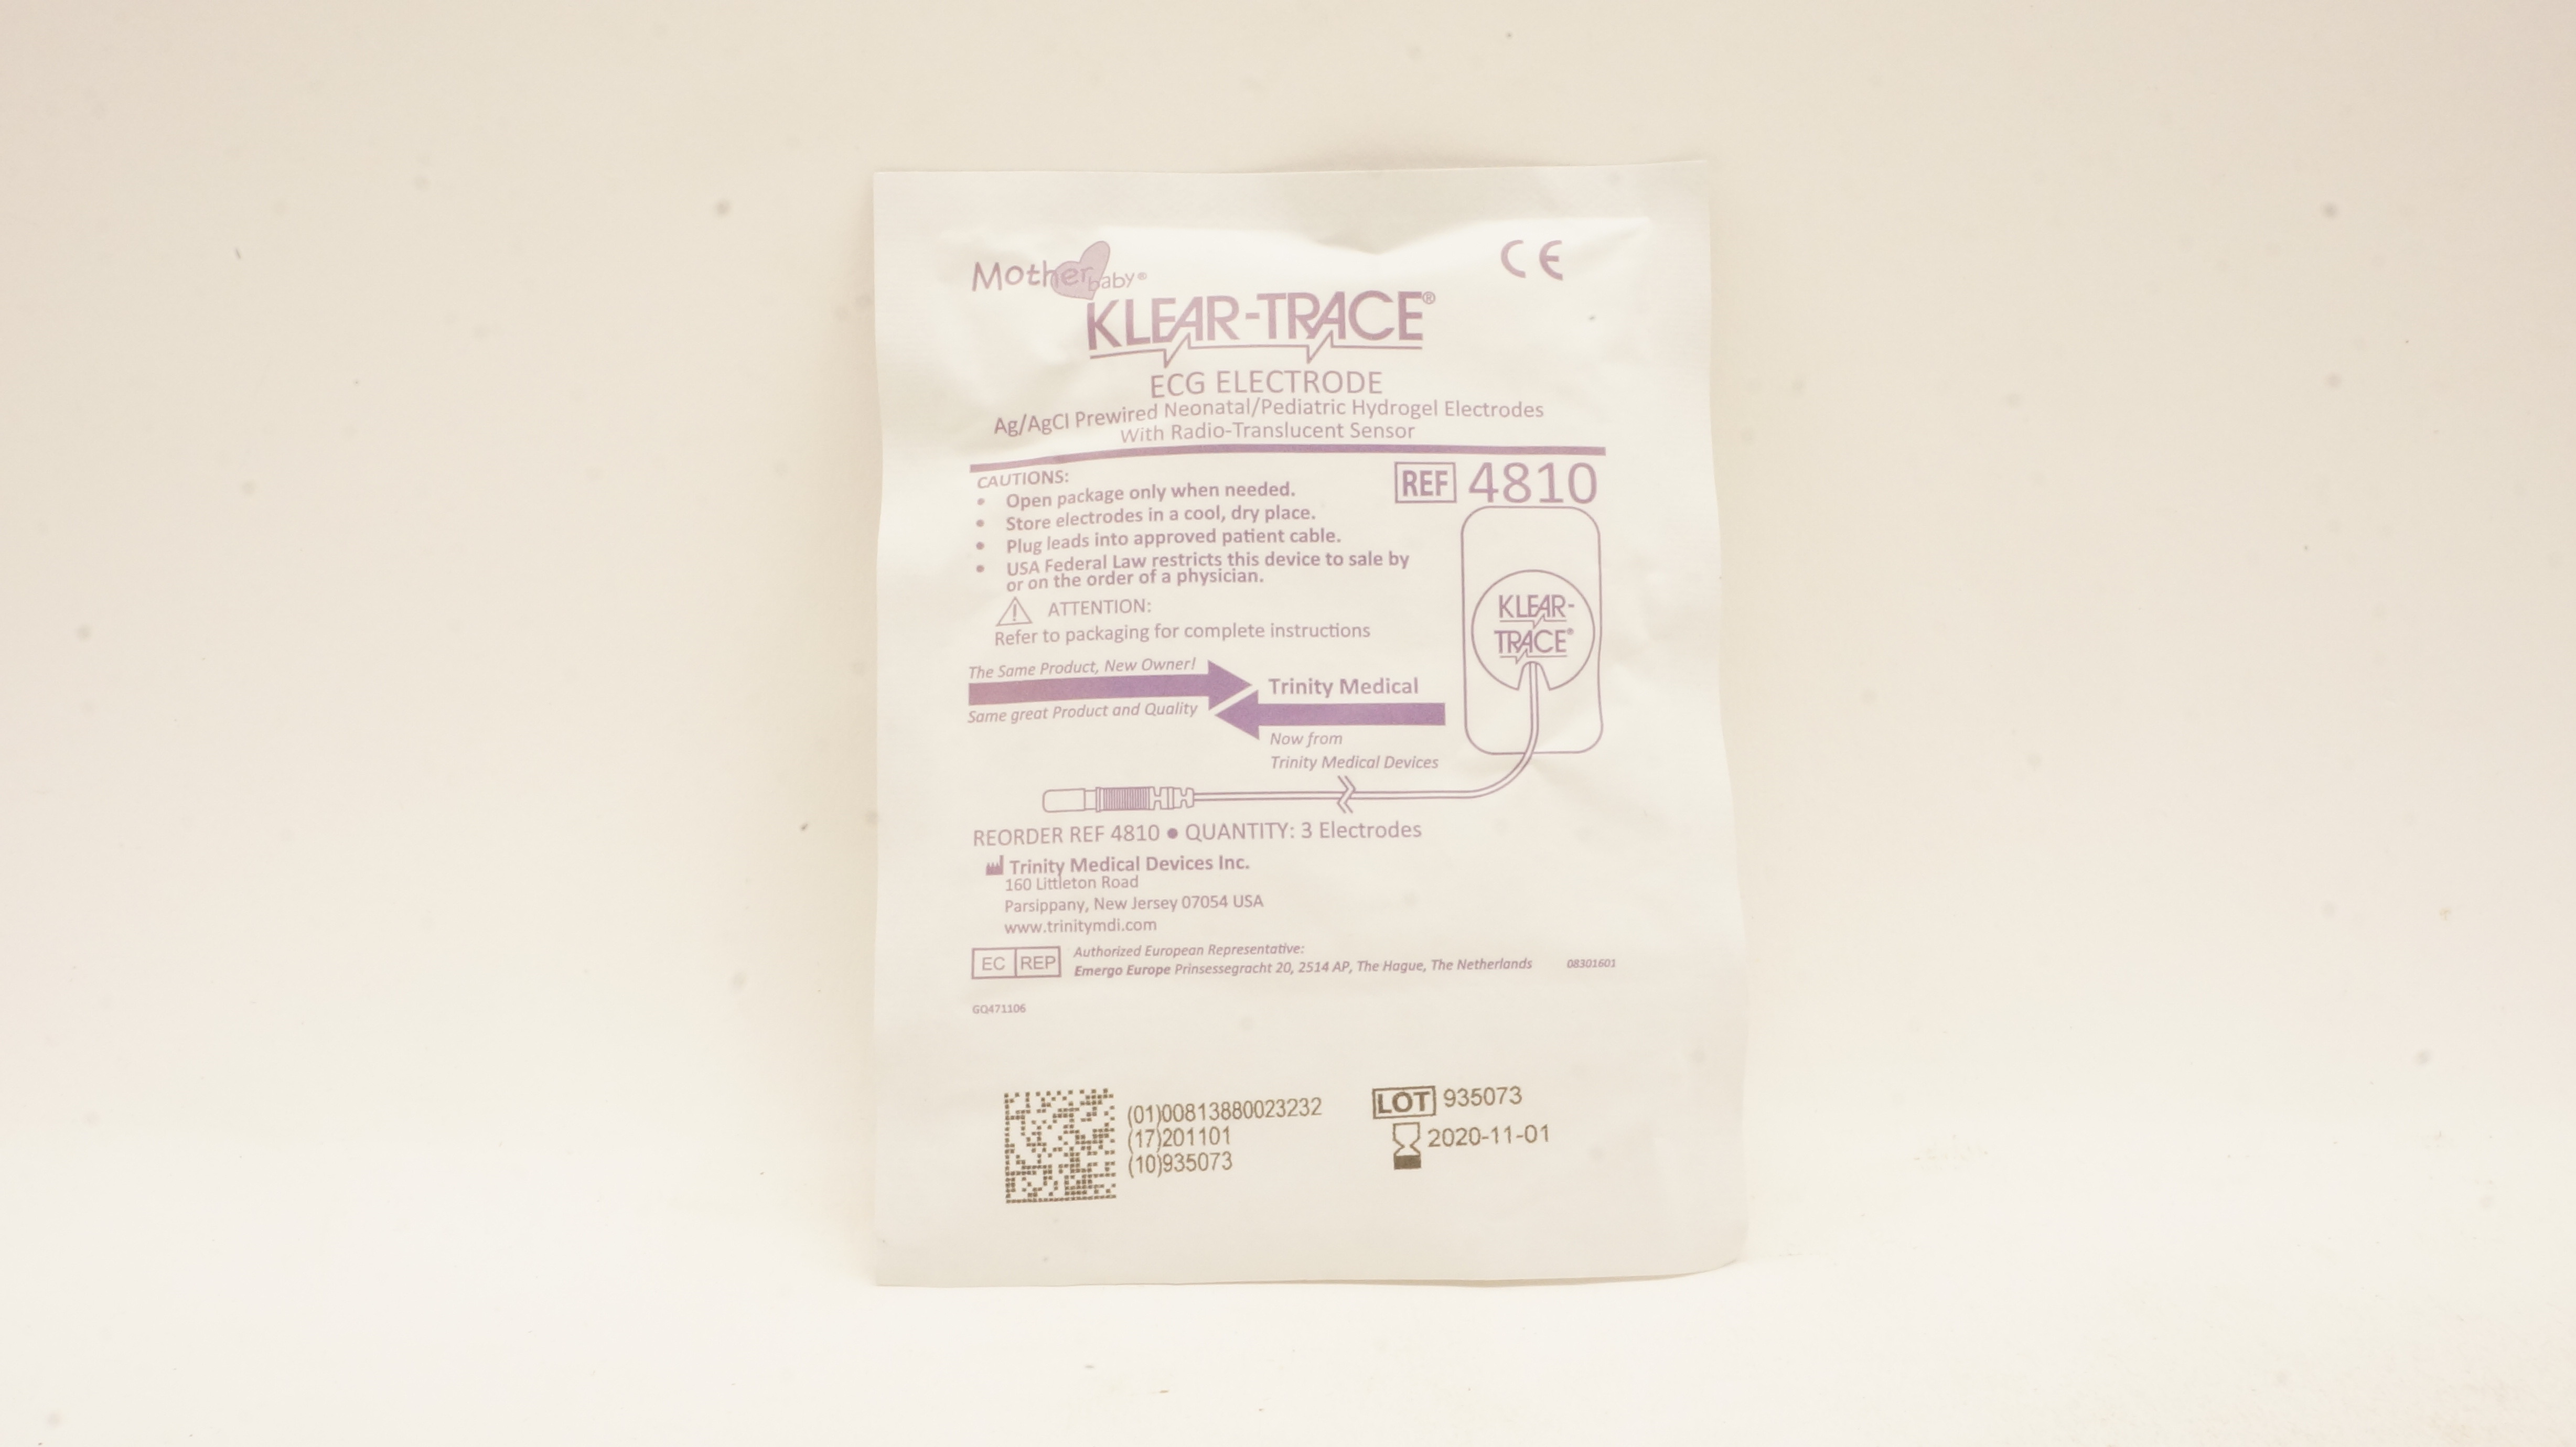 Mother baby®
CE
KLEAR-TRACE®
ECG ELECTRODE
Ag/AgCl Prewired Neonatal/Pediatric Hydrogel Electrodes
With Radio-Translucent Sensor
CAUTIONS:
• Open package only when needed.
• Store electrodes in a cool, dry place.
• Plug leads into approved patient cable.
• USA Federal Law restricts this device to sale by
or on the order of a physician.
REF 4810
ATTENTION:
Refer to packaging for complete instructions
KLEAR-
TRACE®
The Same Product, New Owner!
Same great Product and Quality
Trinity Medical
Now from
Trinity Medical Devices
REORDER REF 4810 ● QUANTITY: 3 Electrodes
Trinity Medical Devices Inc.
160 Littleton Road
Parsippany, New Jersey 07054 USA
www.trinitymdi.com
EC REP
Authorized European Representative:
Emergo Europe Prinsessegracht 20, 2514 AP, The Hague, The Netherlands
08301601
GQ471106
(01)00813880023232
(17)201101
(10)935073
LOT 935073
2020-11-01